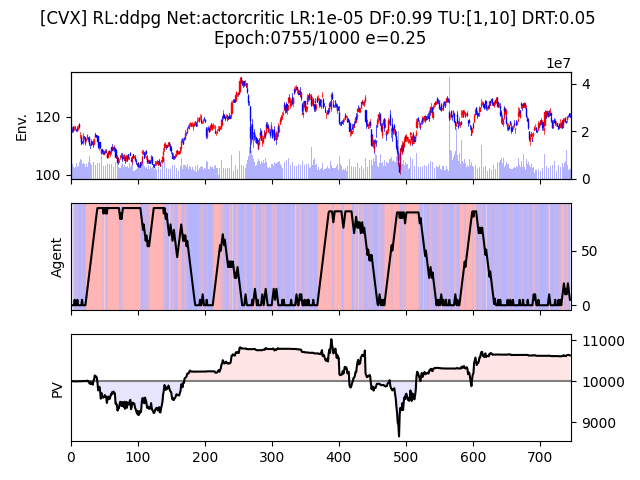 [CVX] RL:ddpg Net:actorcritic LR:1e-05 DF:0.99 TU:[1,10] DRT:0.05
Epoch:0755/1000 e=0.25
1e7
Env.
120
100
4
2
0
Agent
50
0
PV
11000
10000
9000
0 100 200 300 400 500 600 700